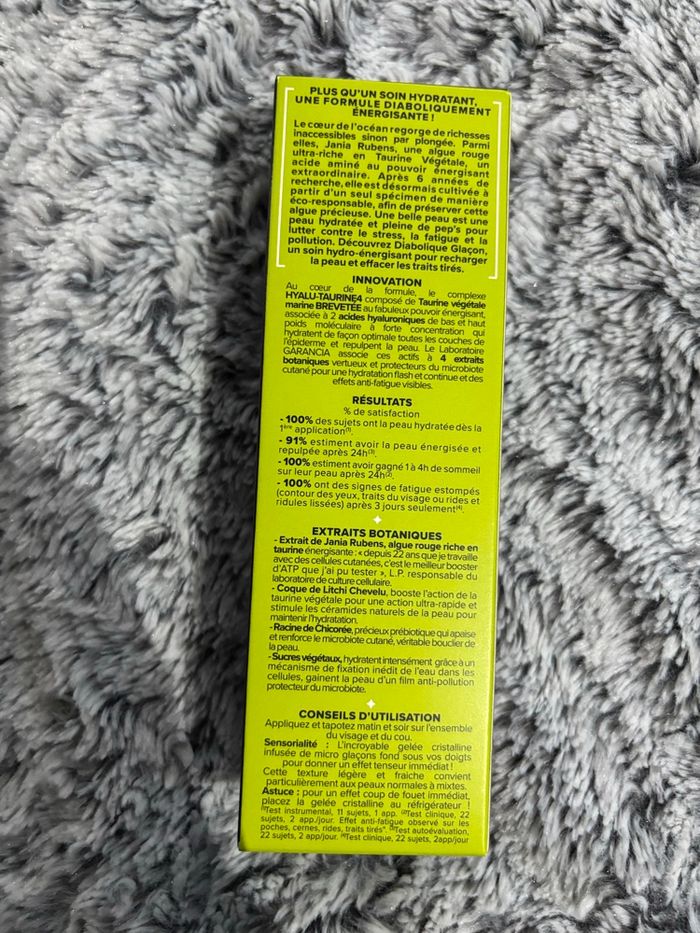 PLUS QU'UN SOIN HYDRATANT,
UNE FORMULE DIABOLIQUEMENT
ÉNERGISANTE !
Le cœur de l'océan regorge de richesses
inaccessibles sinon par plongée. Parmi
elles, Jania Rubens, une algue rouge
ultra-riche en Taurine Végétale, un
acide aminé au pouvoir énergisant
extraordinaire. Après 6 années de
recherche, elle est désormais cultivée à
partir d'un seul spécimen de manière
éco-responsable, afin de préserver cette
algue précieuse. Une belle peau est une
peau hydratée et pleine de pep's pour
lutter contre le stress, la fatigue et la
pollution. Découvrez Diabolique Glaçon,
un soin hydro-énergisant pour recharger
la peau et effacer les traits tirés.
INNOVATION
Au cœur de la formule, le complexe
HYALU-TAURINE4 composé de Taurine végétale
marine BREVETÉE au fabuleux pouvoir énergisant,
associée à 2 acides hyaluroniques de bas et haut
poids moléculaire à forte concentration qui
hydratent de façon optimale toutes les couches de
l'épiderme et repulpent la peau. Le Laboratoire
GARANCIA associe ces actifs à 4 extraits
botaniques vertueux et protecteurs du microbiote
cutané pour une hydratation flash et continue et des
effets anti-fatigue visibles.
RÉSULTATS
% de satisfaction
- 100% des sujets ont la peau hydratée dès la
1ère application(1).
- 91% estiment avoir la peau énergisée et
repulpée après 24h(3).
- 100% estiment avoir gagné 1 à 4h de sommeil
sur leur peau après 24h(2).
- 100% ont des signes de fatigue estompés
(contour des yeux, traits du visage ou rides et
ridules lissées) après 3 jours seulement(4).
EXTRAITS BOTANIQUES
- Extrait de Jania Rubens, algue rouge riche en
taurine énergisante : « depuis 22 ans que je travaille
avec des cellules cutanées, c'est le meilleur booster
d'ATP que j'ai pu tester », L.P. responsable du
laboratoire de culture cellulaire.
- Coque de Litchi Chevelu, booste l'action de la
taurine végétale pour une action ultra-rapide et
stimule les céramides naturels de la peau pour
maintenir l'hydratation.
- Racine de Chicorée, précieux prébiotique qui apaise
et renforce le microbiote cutané, véritable bouclier de
la peau.
- Sucres végétaux, hydratent intensément grâce à un
mécanisme de fixation inédit de l'eau dans les
cellules, gainent la peau d'un film anti-pollution
protecteur du microbiote.
CONSEILS D'UTILISATION
Appliquez et tapotez matin et soir sur l'ensemble
du visage et du cou.
Sensorialité : L'incroyable gelée cristalline
infusée de micro glaçons fond sous vos doigts
pour donner un effet tenseur immédiat !
Cette texture légère et fraiche convient
particulièrement aux peaux normales à mixtes.
Astuce : pour un effet coup de fouet immédiat,
placez la gelée cristalline au réfrigérateur !
(1)Test instrumental, 11 sujets, 1 app. (2)Test clinique, 22
sujets, 2 app./jour. Effet anti-fatigue observé sur les
poches, cernes, rides, traits tirés". (3)Test autoévaluation,
22 sujets, 2 app/jour. (4)Test clinique, 22 sujets, 2app/jour